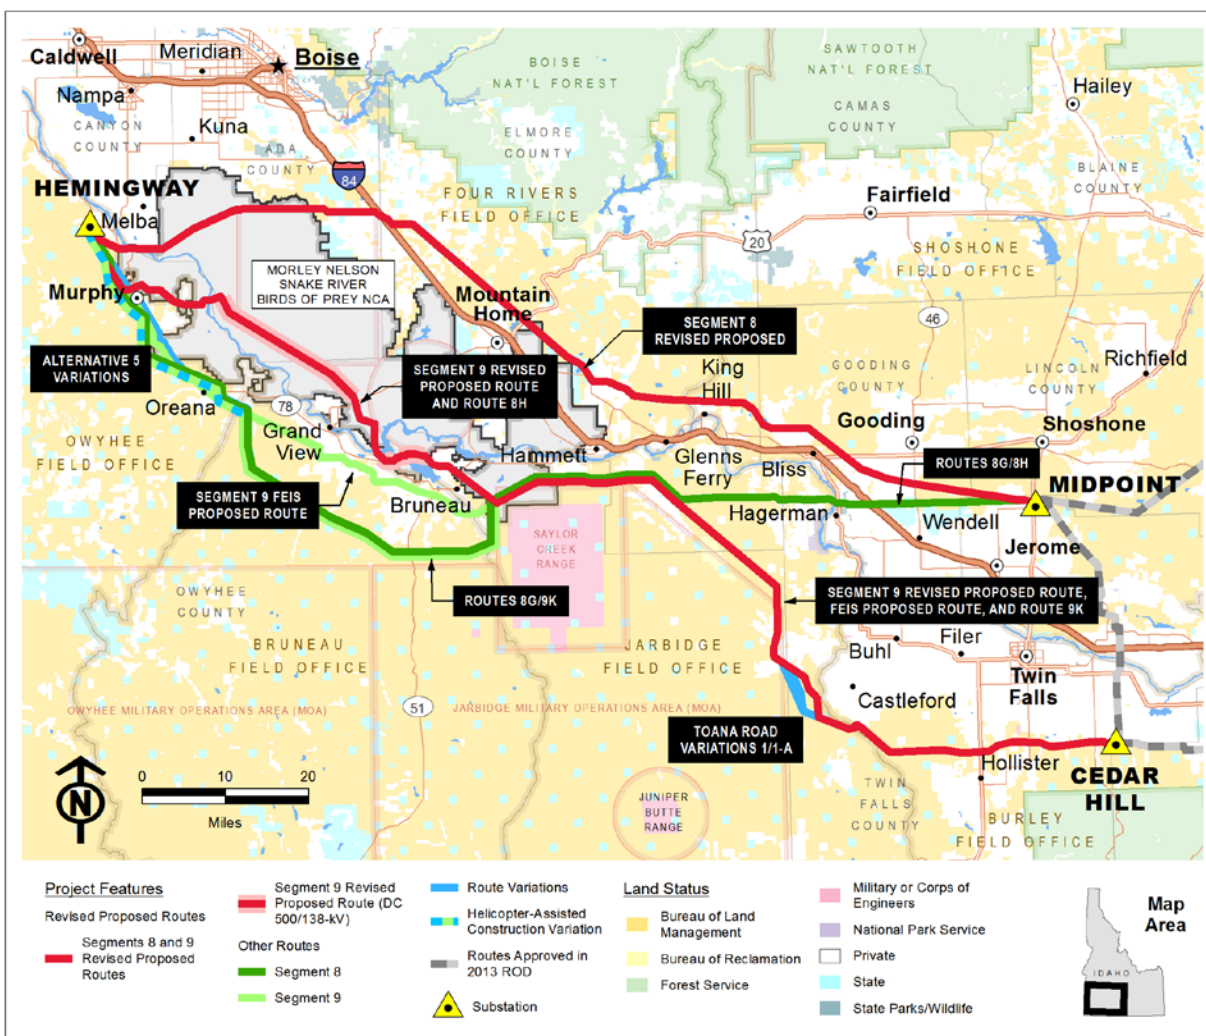 Caldwell
Meridian
Boise
Nampa
Kuna
CANYON
COUNTY
ADA
COUNTY
84
BOISE
NAT'L FOREST
SAWTOOTH
NAT'L FOREST
ELMORE
COUNTY
CAMAS
COUNTY
Hailey
BLAINE
COUNTY
HEMINGWAY
Melba
FOUR RIVERS
FIELD OFFICE
Fairfield
20
SHOSHONE
FIELD OFFICE
MORLEY NELSON
SNAKE RIVER
BIRDS OF PREY NCA
Murphy
Mountain
Home
SEGMENT 8
REVISED PROPOSED
46
ALTERNATIVE 5
VARIATIONS
SEGMENT 9 REVISED
PROPOSED ROUTE
AND ROUTE 8H
King
Hill
GOODING
COUNTY
LINCOLN
COUNTY
Richfield
Oreana
78
Grand
View
Gooding
Shoshone
OWYHEE
FIELD OFFICE
Hammett
Glenns
Ferry
Bliss
ROUTES 8G/8H
MIDPOINT
SEGMENT 9 FEIS
PROPOSED ROUTE
Bruneau
Hagerman
Wendell
SAYLOR
CREEK
RANGE
Jerome
OWYHEE
COUNTY
ROUTES 8G/9K
SEGMENT 9 REVISED PROPOSED ROUTE,
FEIS PROPOSED ROUTE, AND ROUTE 9K
BRUNEAU
FIELD OFFICE
JARBIDGE
FIELD OFFICE
Buhl
Filer
Twin
Falls
Castleford
OWYHEE MILITARY OPERATIONS AREA (MOA)
51
JARBIDGE MILITARY OPERATIONS AREA (MOA)
TOANA ROAD
VARIATIONS 1/1-A
Hollister
CEDAR
HILL
0 10 20
Miles
N
JUNIPER
BUTTE
RANGE
TWIN
FALLS
COUNTY
BURLEY
FIELD OFFICE
Project Features
Revised Proposed Routes
Segments 8 and 9
Revised Proposed
Routes
Segment 9 Revised
Proposed Route (DC
500/138-kV)
Other Routes
Segment 8
Segment 9
Route Variations
Helicopter-Assisted
Construction Variation
Routes Approved in
2013 ROD
Substation
Land Status
Bureau of Land
Management
Bureau of Reclamation
Forest Service
Military or Corps of
Engineers
National Park Service
Private
State
State Parks/Wildlife
Map
Area
IDAHO